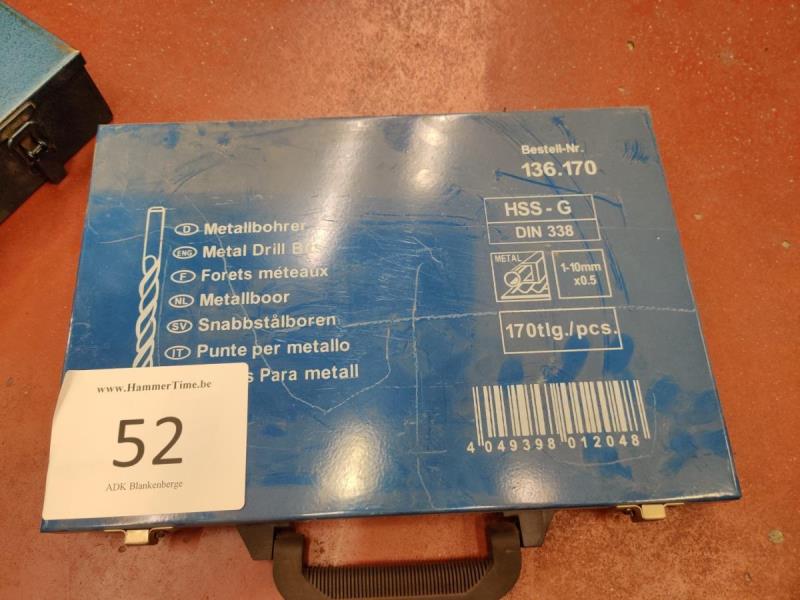 Bestell-Nr.
136.170
HSS - G
DIN 338
METAL
1-10mm
x0.5
170tlg./pcs.
D Metallbohrer
ENG Metal Drill
F Forets méteaux
NL Metallboor
SV Snabbstålboren
IT Punte per metallo
Para metall
4 049398 012048
www.HammerTime.be
52
ADK Blankenberge